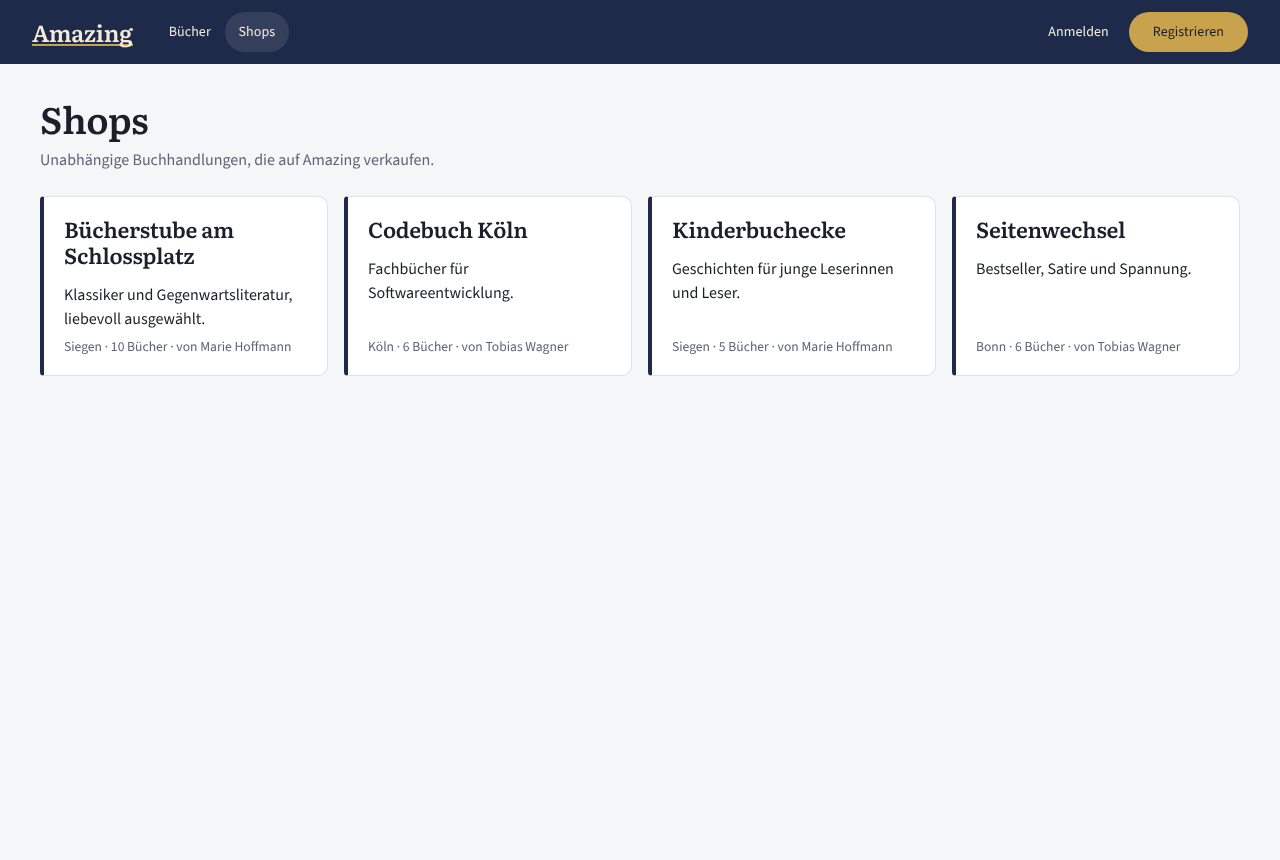 Amazing
Bücher
Shops
Anmelden
Registrieren
Shops
Unabhängige Buchhandlungen, die auf Amazing verkaufen.
Bücherstube am
Schlossplatz
Klassiker und Gegenwartsliteratur,
liebevoll ausgewählt.
Siegen · 10 Bücher · von Marie Hoffmann
Codebuch Köln
Fachbücher für
Softwareentwicklung.
Köln · 6 Bücher · von Tobias Wagner
Kinderbuchecke
Geschichten für junge Leserinnen
und Leser.
Siegen · 5 Bücher · von Marie Hoffmann
Seitenwechsel
Bestseller, Satire und Spannung.
Bonn · 6 Bücher · von Tobias Wagner